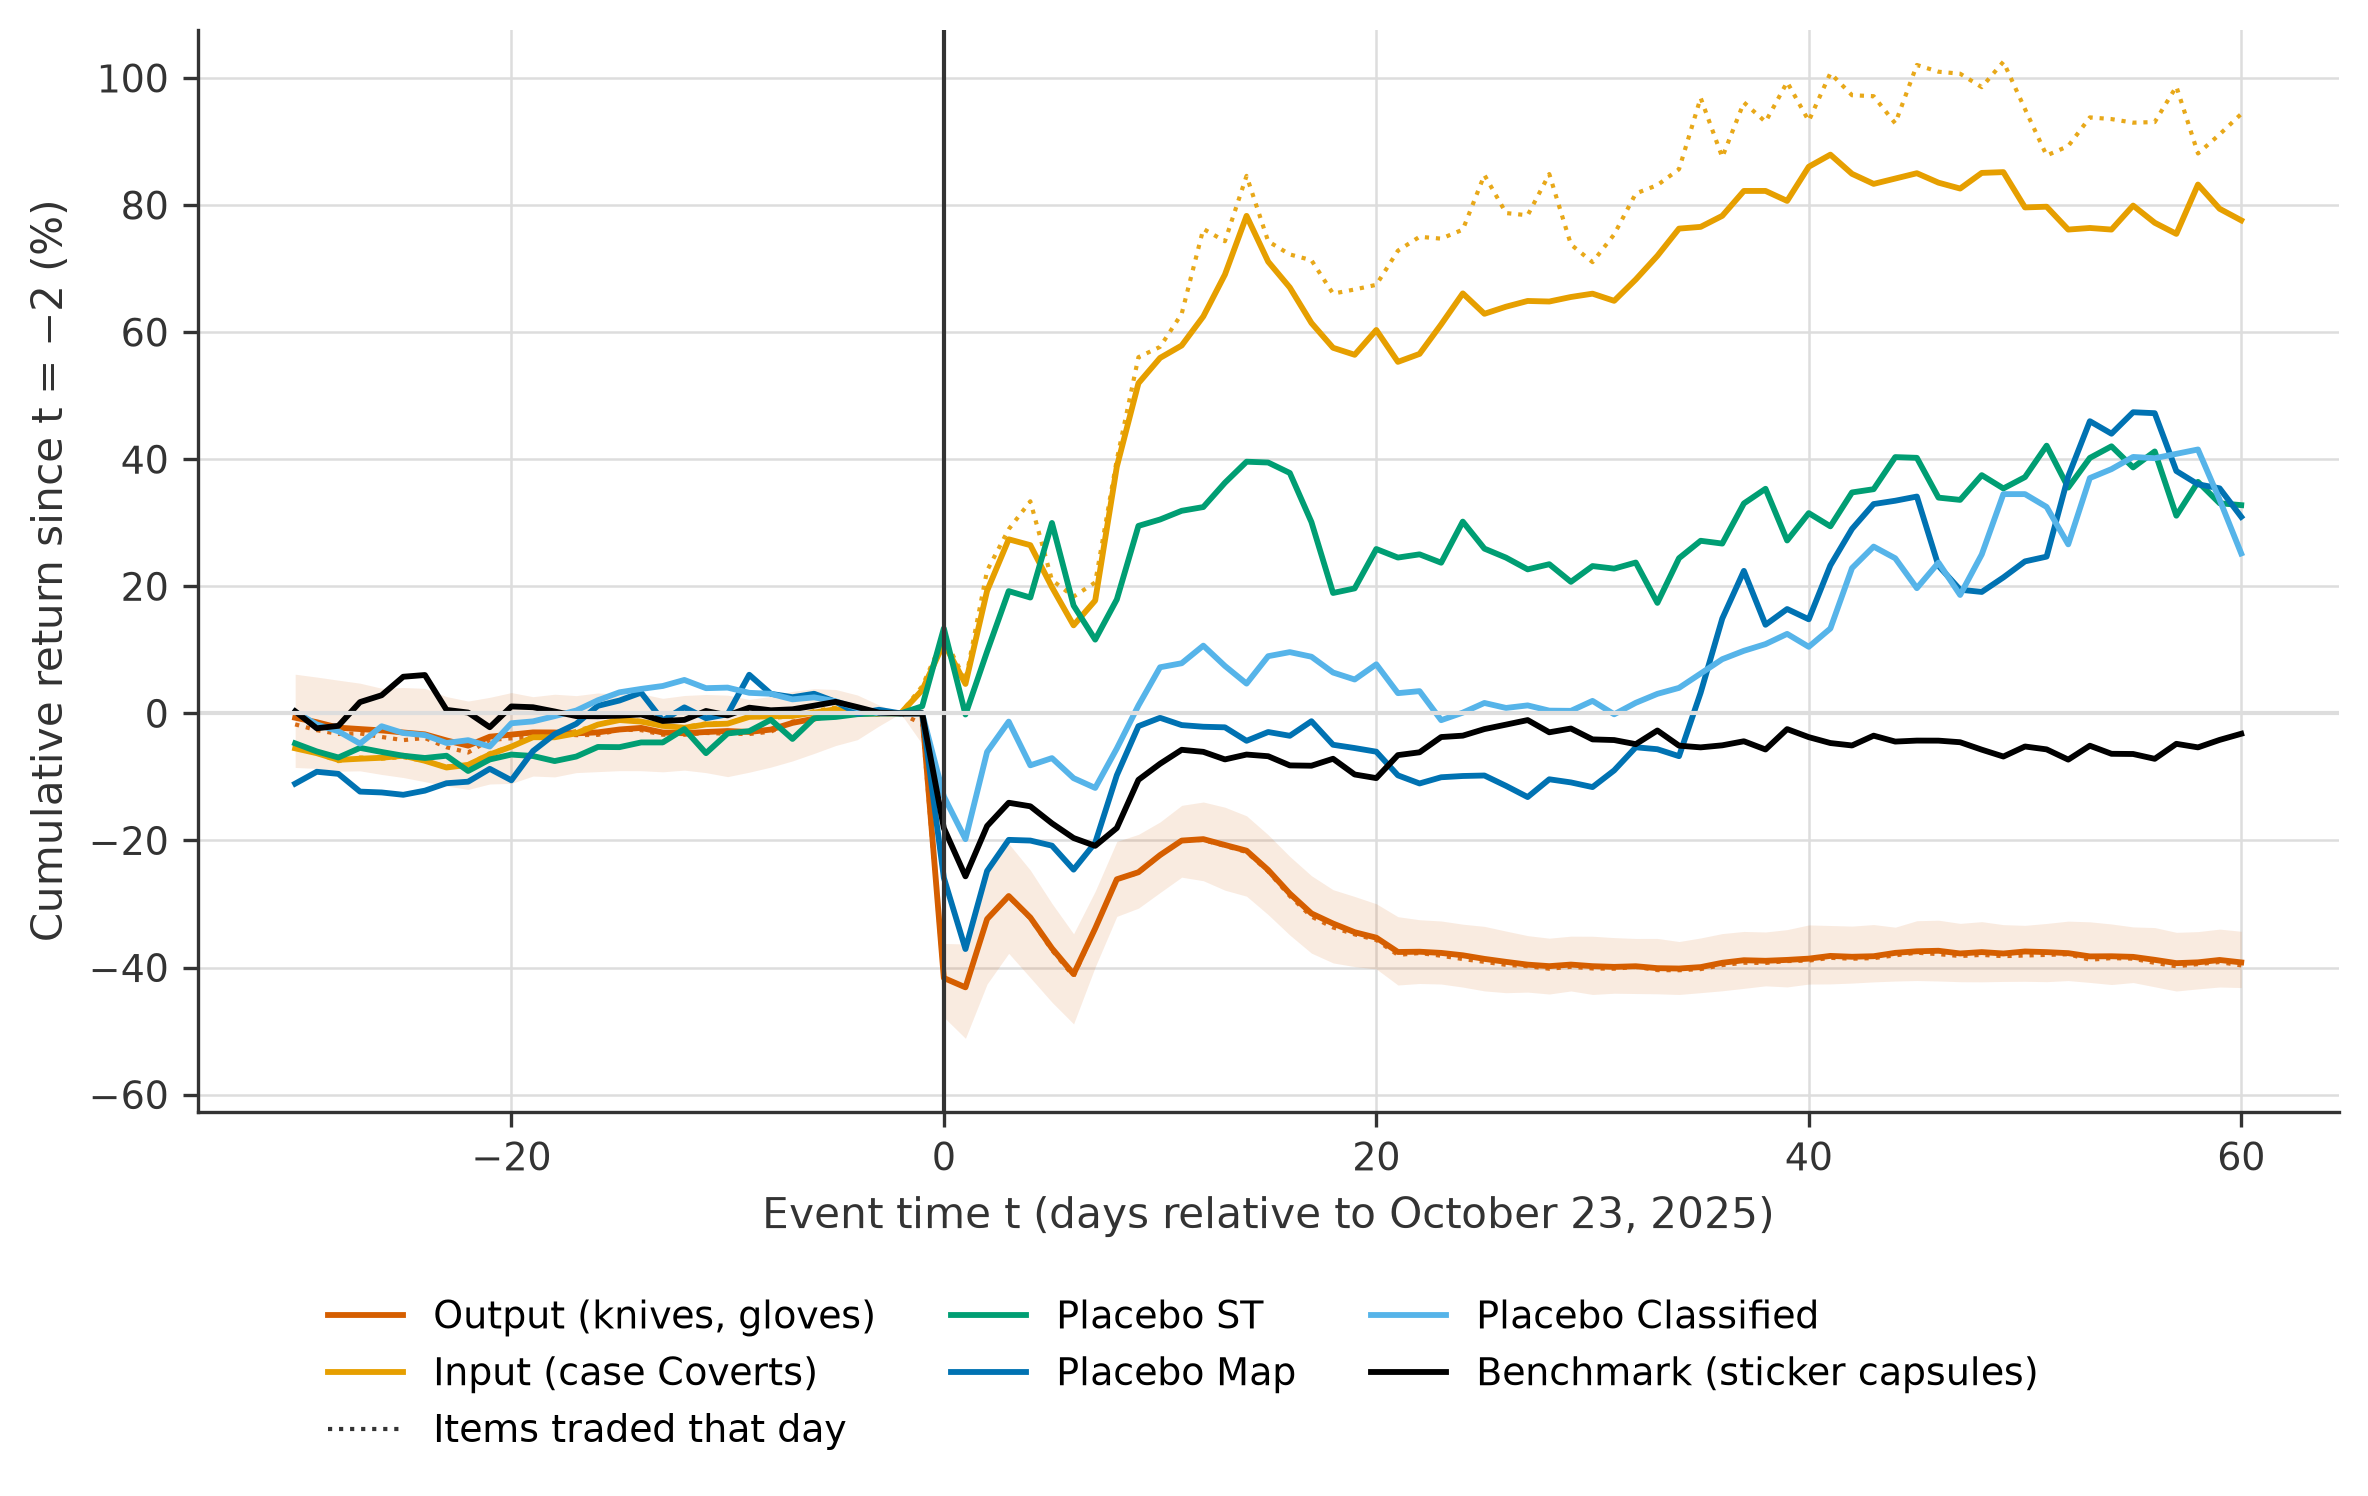 Cumulative return since t = −2 (%)
100
80
60
40
20
0
−20
−40
−60
−20
0
20
40
60
Event time t (days relative to October 23, 2025)
Output (knives, gloves)
Input (case Coverts)
Items traded that day
Placebo ST
Placebo Map
Placebo Classified
Benchmark (sticker capsules)